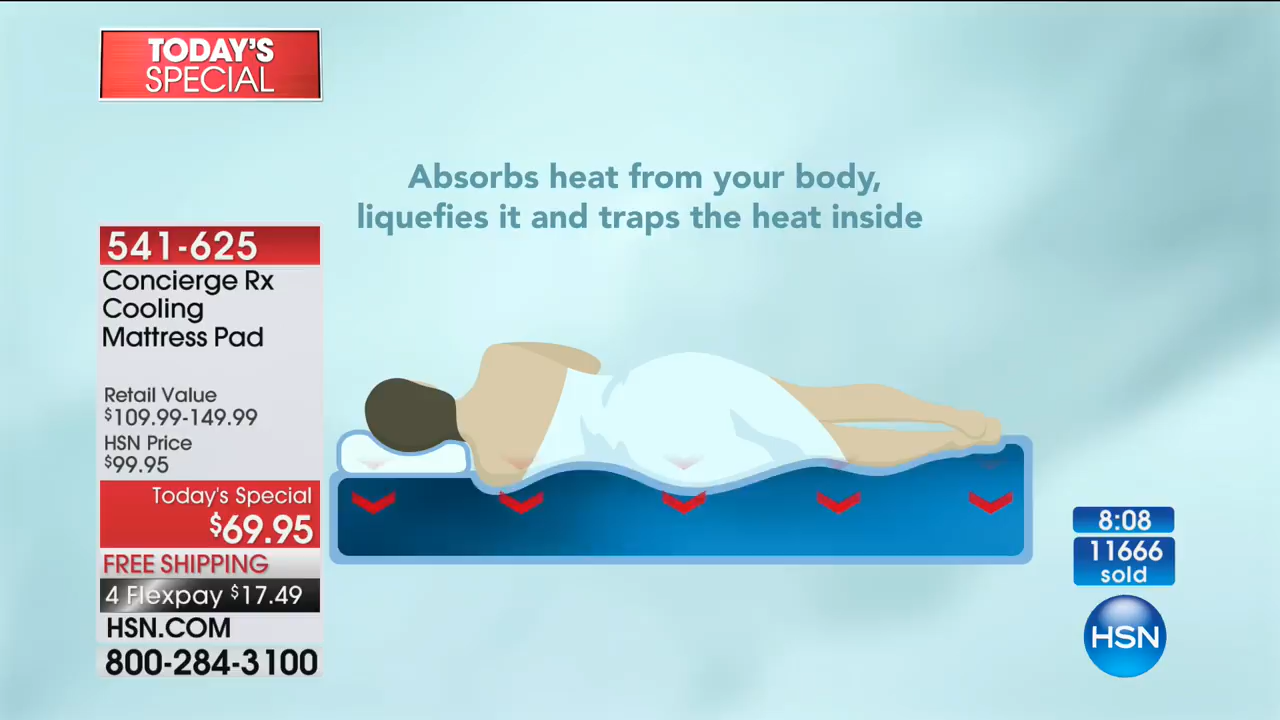 TODAY'S
SPECIAL
Absorbs heat from your body,
liquefies it and traps the heat inside
541-625
Concierge Rx
Cooling
Mattress Pad
Retail Value
$109.99-149.99
HSN Price
$99.95
Today's Special
$69.95
FREE SHIPPING
4 Flexpay $17.49
HSN.COM
800-284-3100
8:08
11666
sold
HSN